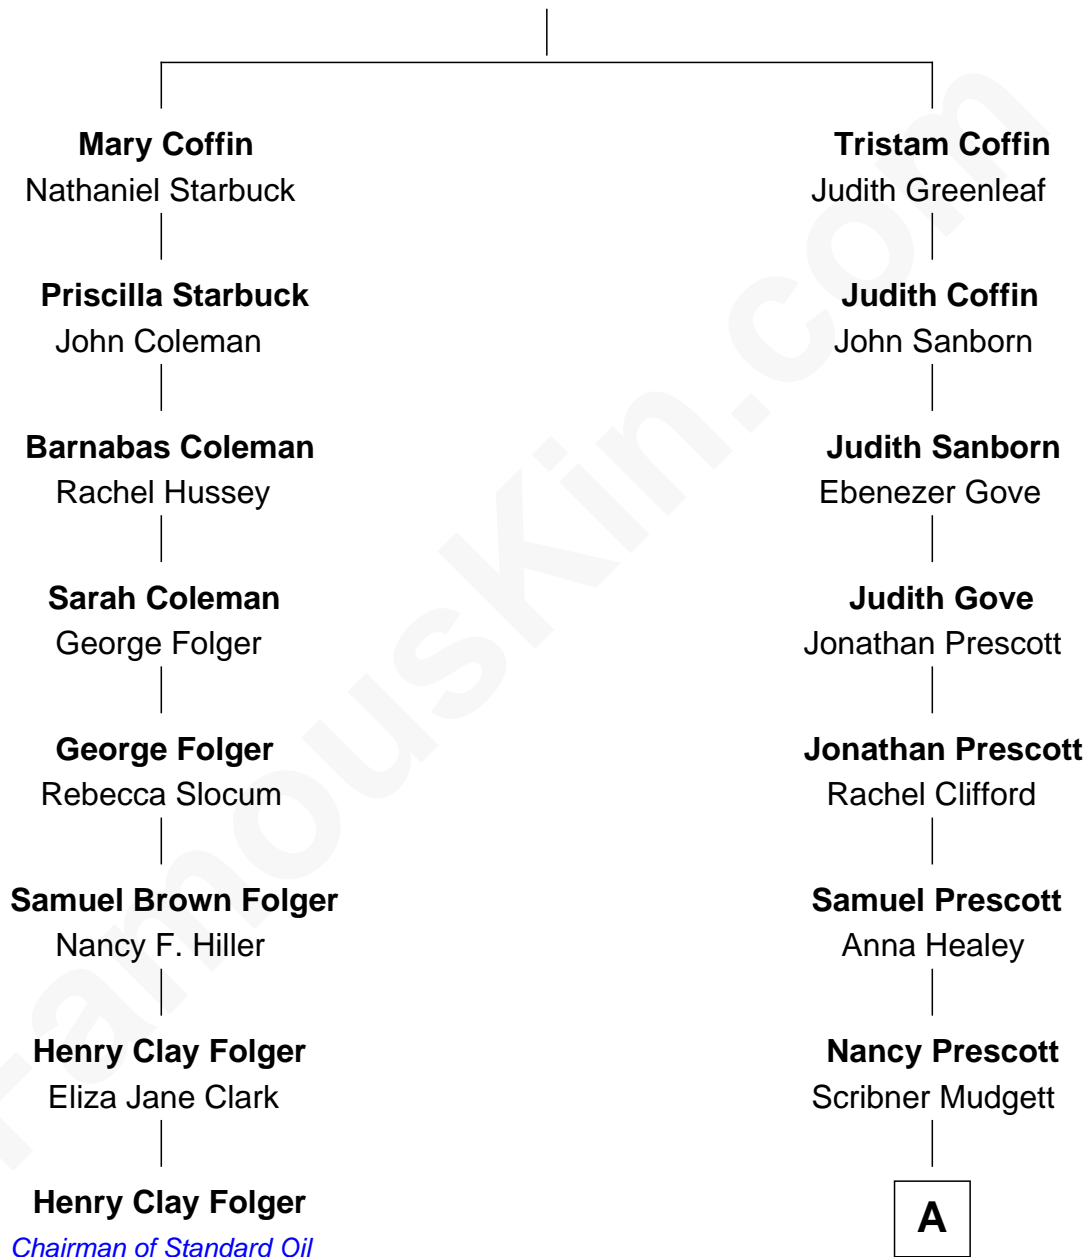 Mary Coffin
Nathaniel Starbuck
Priscilla Starbuck
John Coleman
Barnabas Coleman
Rachel Hussey
Sarah Coleman
George Folger
George Folger
Rebecca Slocum
Samuel Brown Folger
Nancy F. Hiller
Henry Clay Folger
Eliza Jane Clark
Henry Clay Folger
Chairman of Standard Oil
Tristam Coffin
Judith Greenleaf
Judith Coffin
John Sanborn
Judith Sanborn
Ebenezer Gove
Judith Gove
Jonathan Prescott
Jonathan Prescott
Rachel Clifford
Samuel Prescott
Anna Healey
Nancy Prescott
Scribner Mudgett
A
FamousKin.com